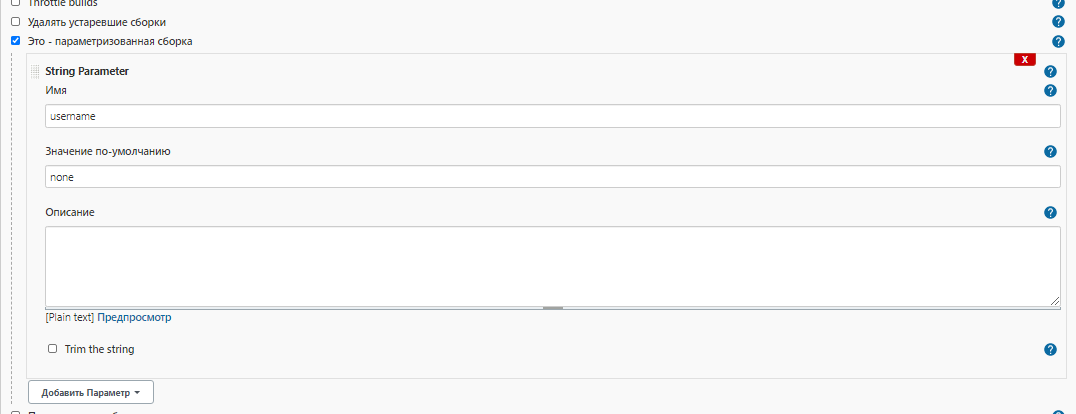 Throttle builds
Удалять устаревшие сборки
Это - параметризованная сборка
X
String Parameter
Имя
username
Значение по-умолчанию
none
Описание
[Plain text] Предпросмотр
Trim the string
Добавить Параметр